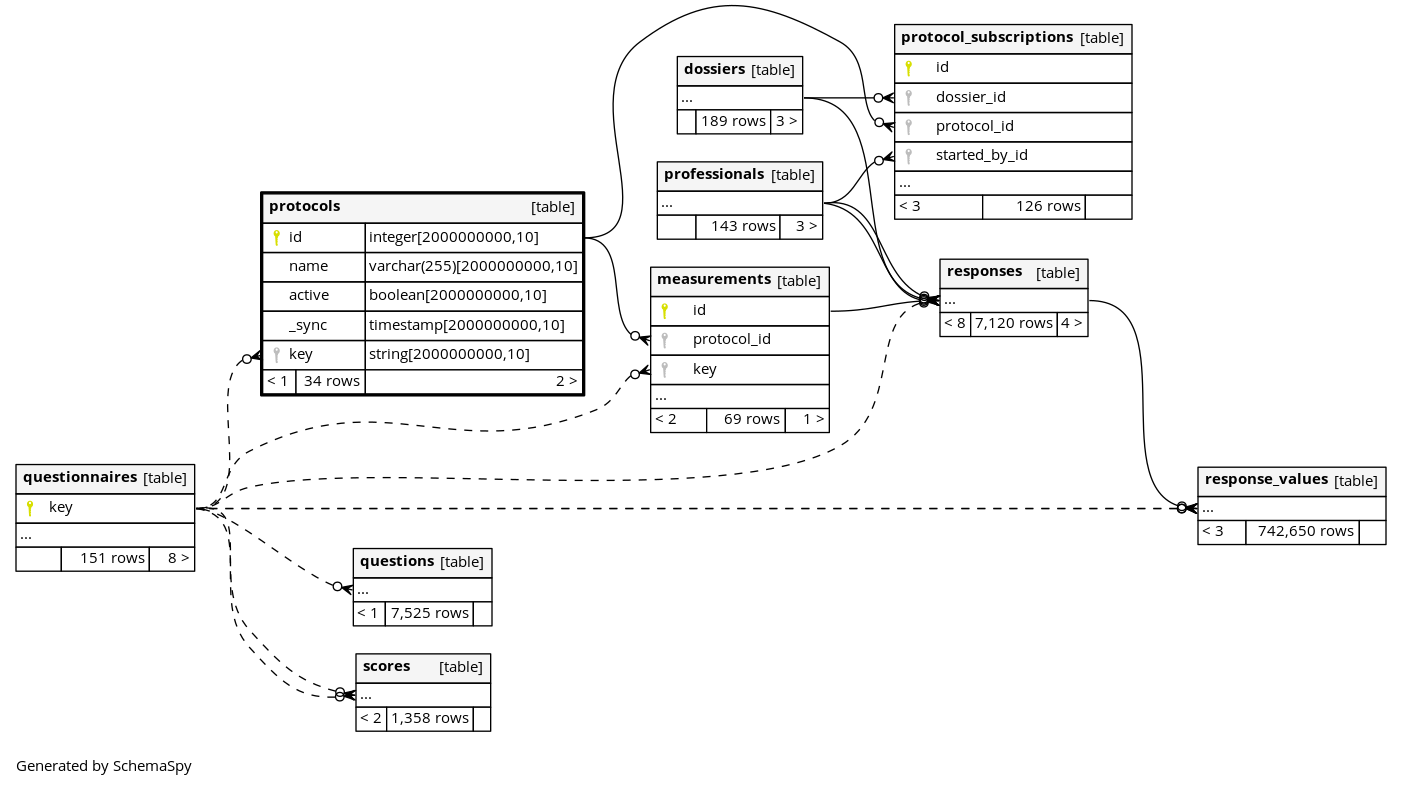 protocol_subscriptions [table]
id
dossier_id
protocol_id
started_by_id
...
< 3 126 rows
dossiers [table]
...
189 rows 3 >
professionals [table]
...
143 rows 3 >
protocols [table]
id integer[2000000000,10]
name varchar(255)[2000000000,10]
active boolean[2000000000,10]
_sync timestamp[2000000000,10]
key string[2000000000,10]
< 1 34 rows 2 >
measurements [table]
id
protocol_id
key
...
< 2 69 rows 1 >
responses [table]
...
< 8 7,120 rows 4 >
questionnaires [table]
key
...
151 rows 8 >
response_values [table]
...
< 3 742,650 rows
questions [table]
...
< 1 7,525 rows
scores [table]
...
< 2 1,358 rows
Generated by SchemaSpy